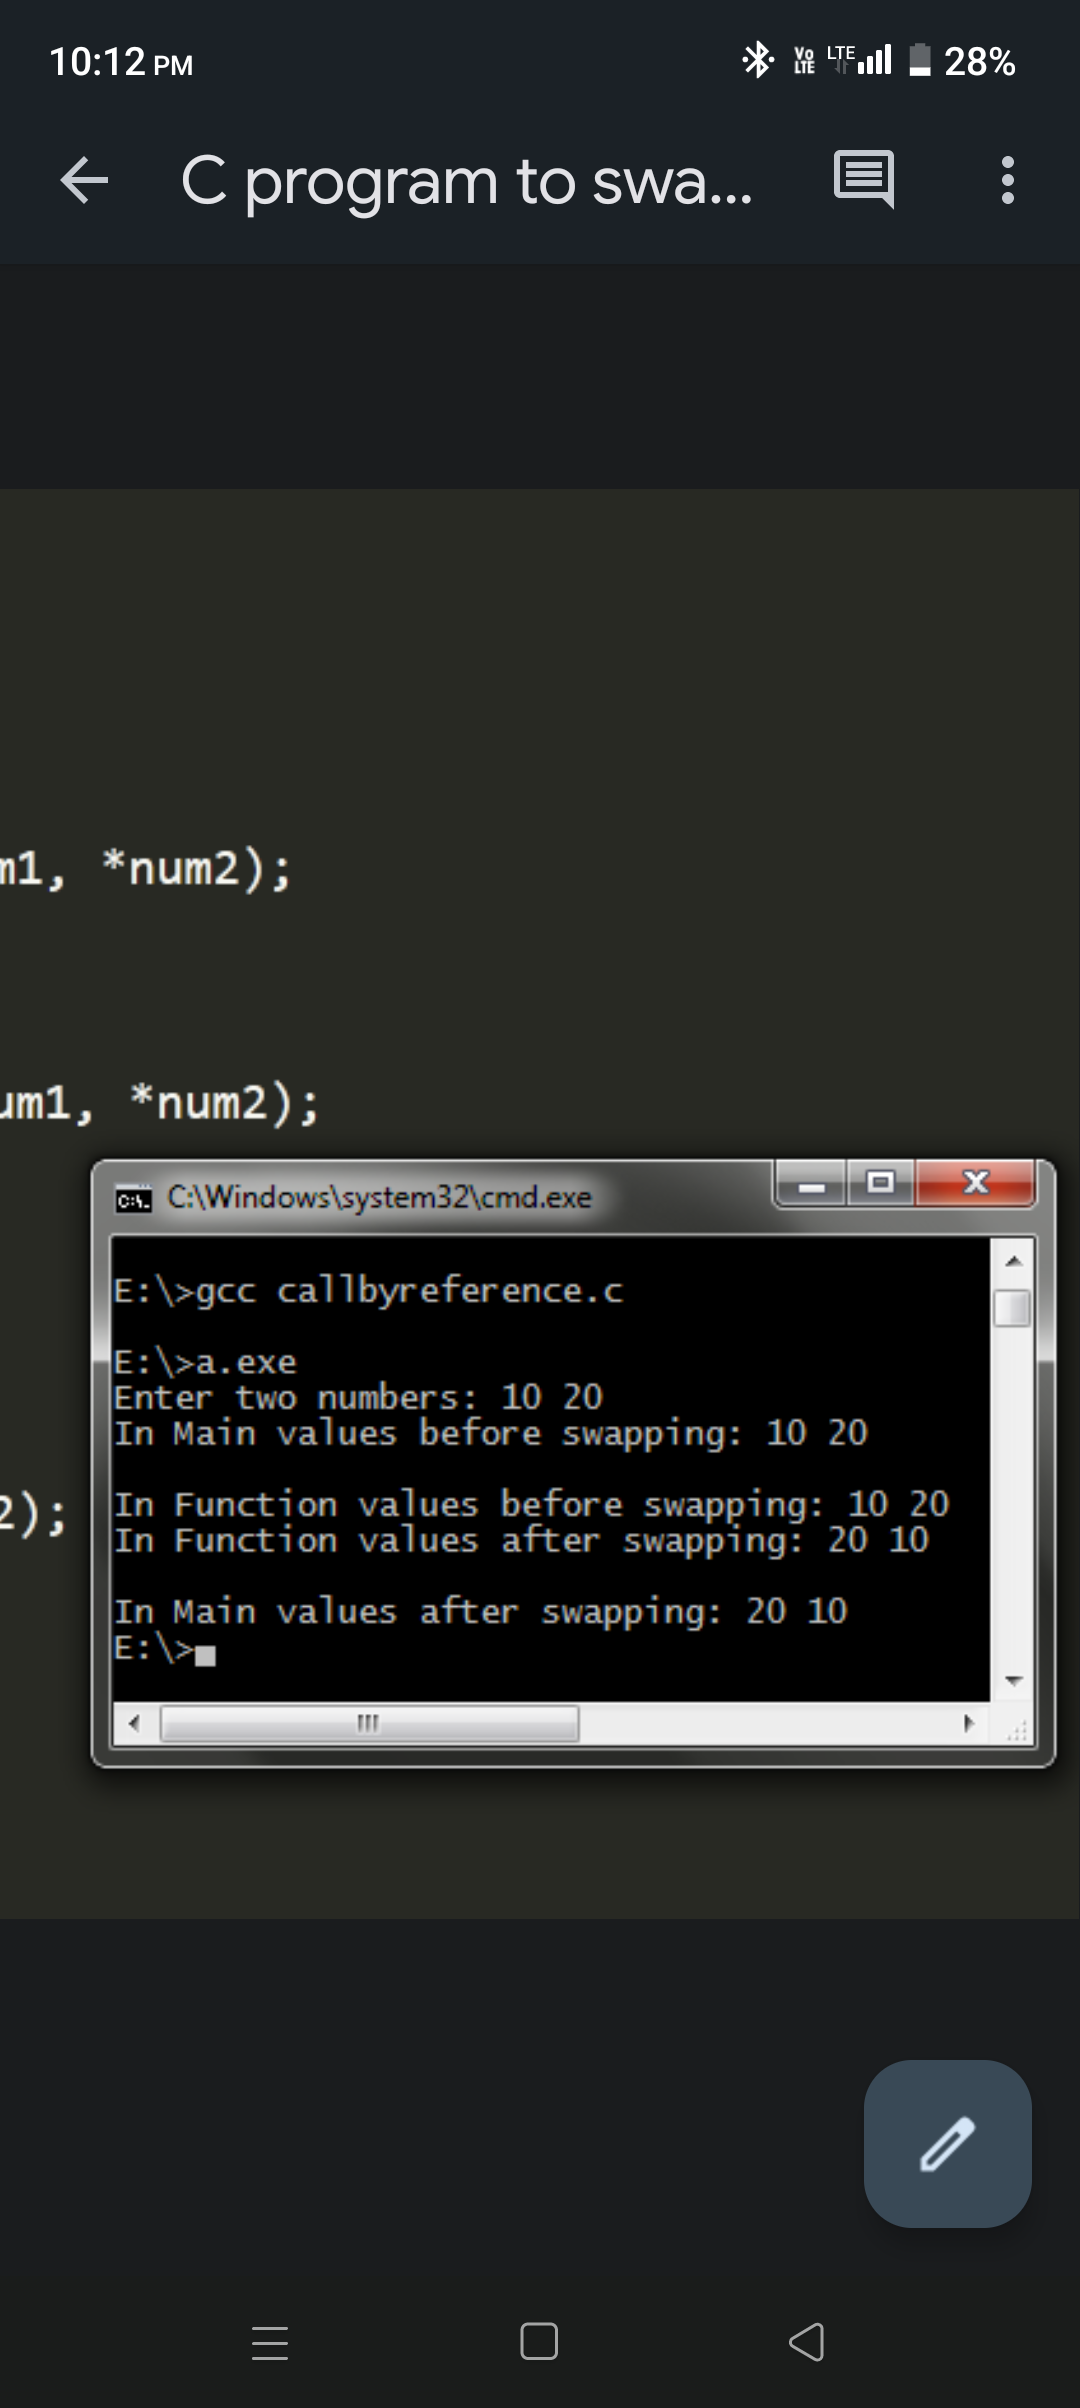 10:12 PM
Vo LTE LTE 28%
C program to swa...
m1, *num2);
um1, *num2);
C:\Windows\system32\cmd.exe
E:\>gcc callbyreference.c
E:\>a.exe
Enter two numbers: 10 20
In Main values before swapping: 10 20
In Function values before swapping: 10 20
2);
In Function values after swapping: 20 10
In Main values after swapping: 20 10
E:\>